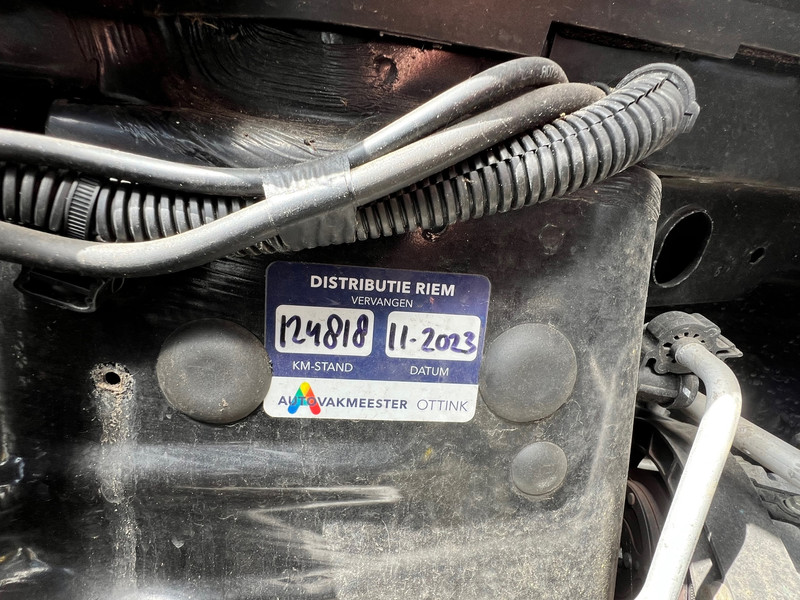 DISTRIBUTIE RIEM
VERVANGEN
124818 11-2023
KM-STAND DATUM
AUTOVAKMEESTER OTTINK